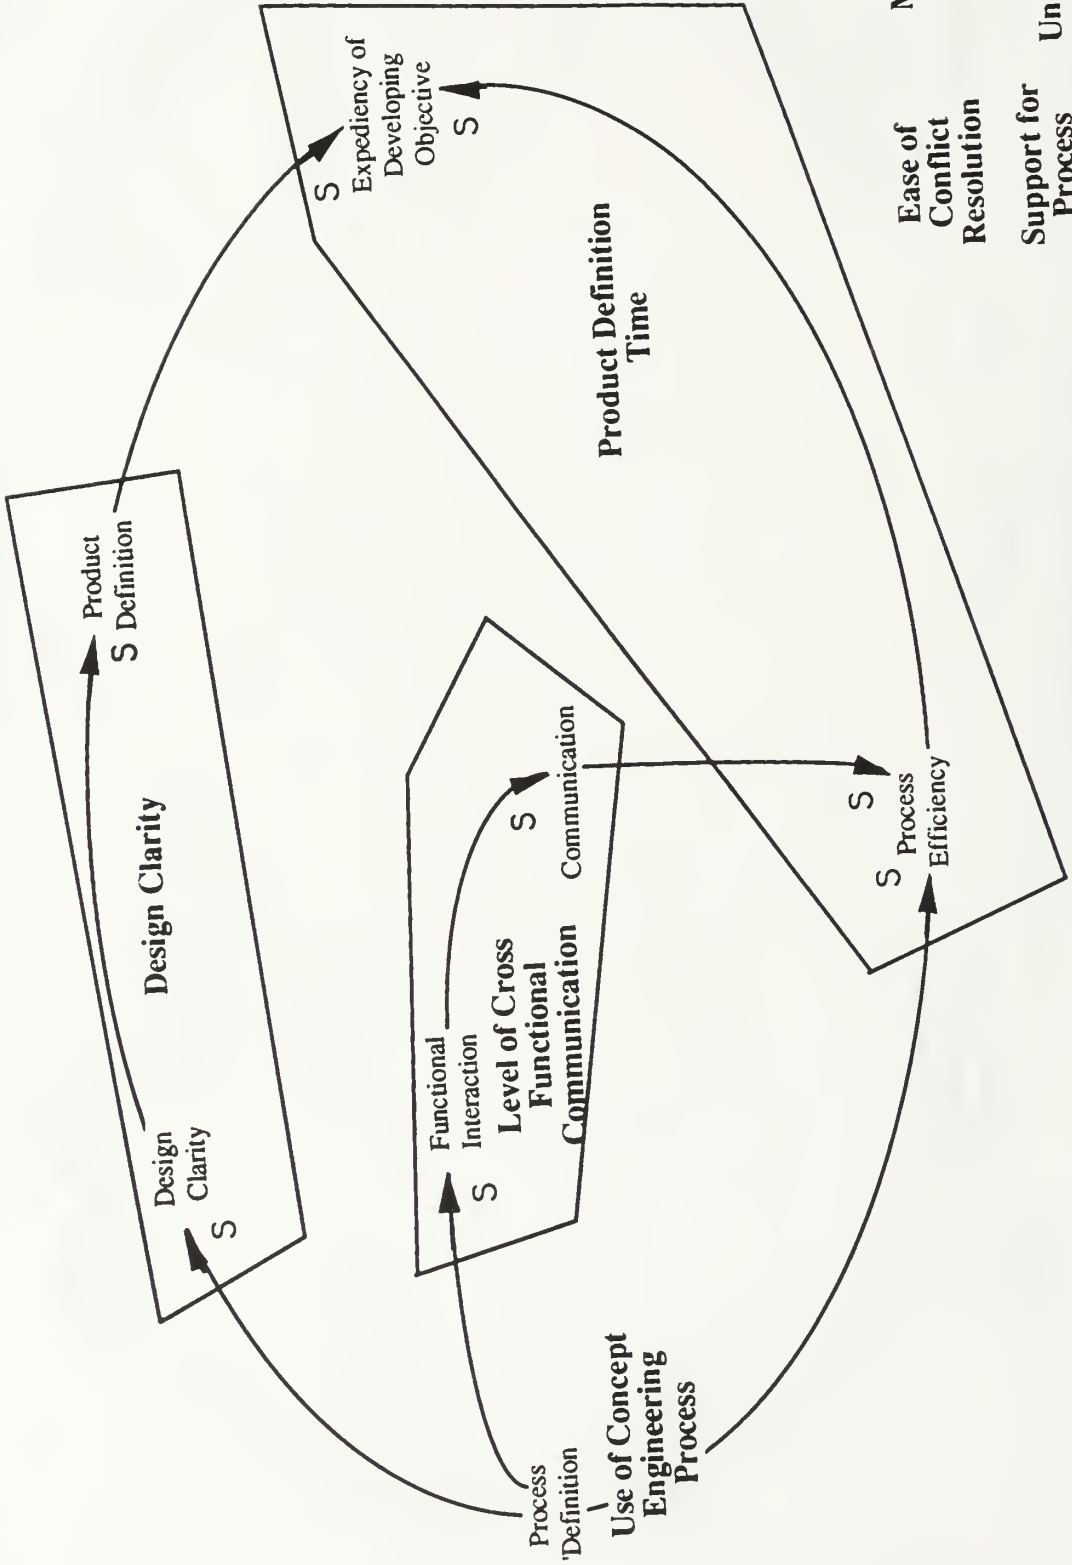 Design
Clarity
S
Design Clarity
Product
S Definition
Process
'Definition
Use of Concept
Engineering
Process
S
Functional
Interaction
Level of Cross
Functional
Communication
S
Communication
S
S
Process
Efficiency
Product Definition
Time
S
Expediency of
Developing
Objective
S
Ease of
Conflict
Resolution
Support for
Process